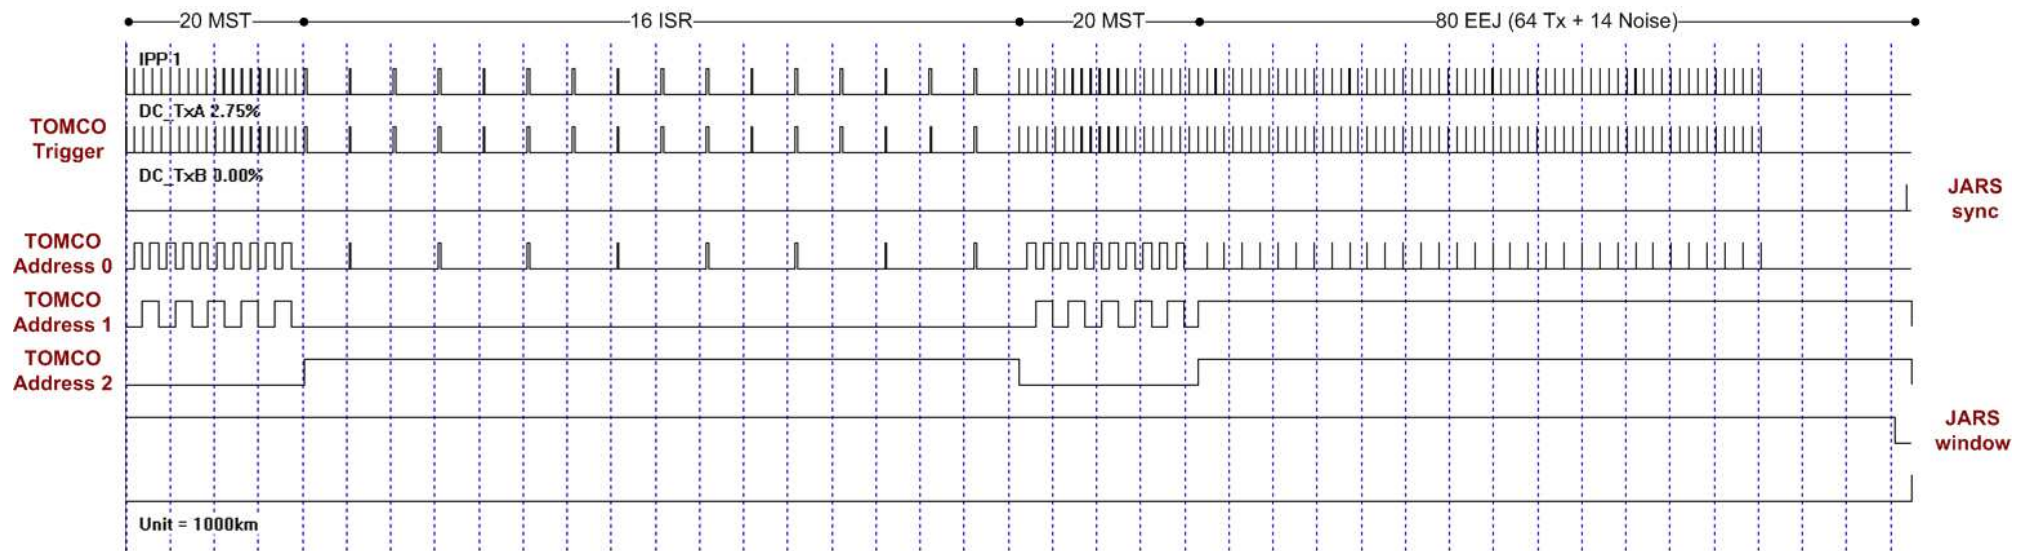 20 MST
16 ISR
20 MST
80 EEJ (64 Tx + 14 Noise)
IPP 1
DC_TxA 2.75%
TOMCO
Trigger
DC_TxB 0.00%
JARS
sync
TOMCO
Address 0
TOMCO
Address 1
TOMCO
Address 2
JARS
window
Unit = 1000km